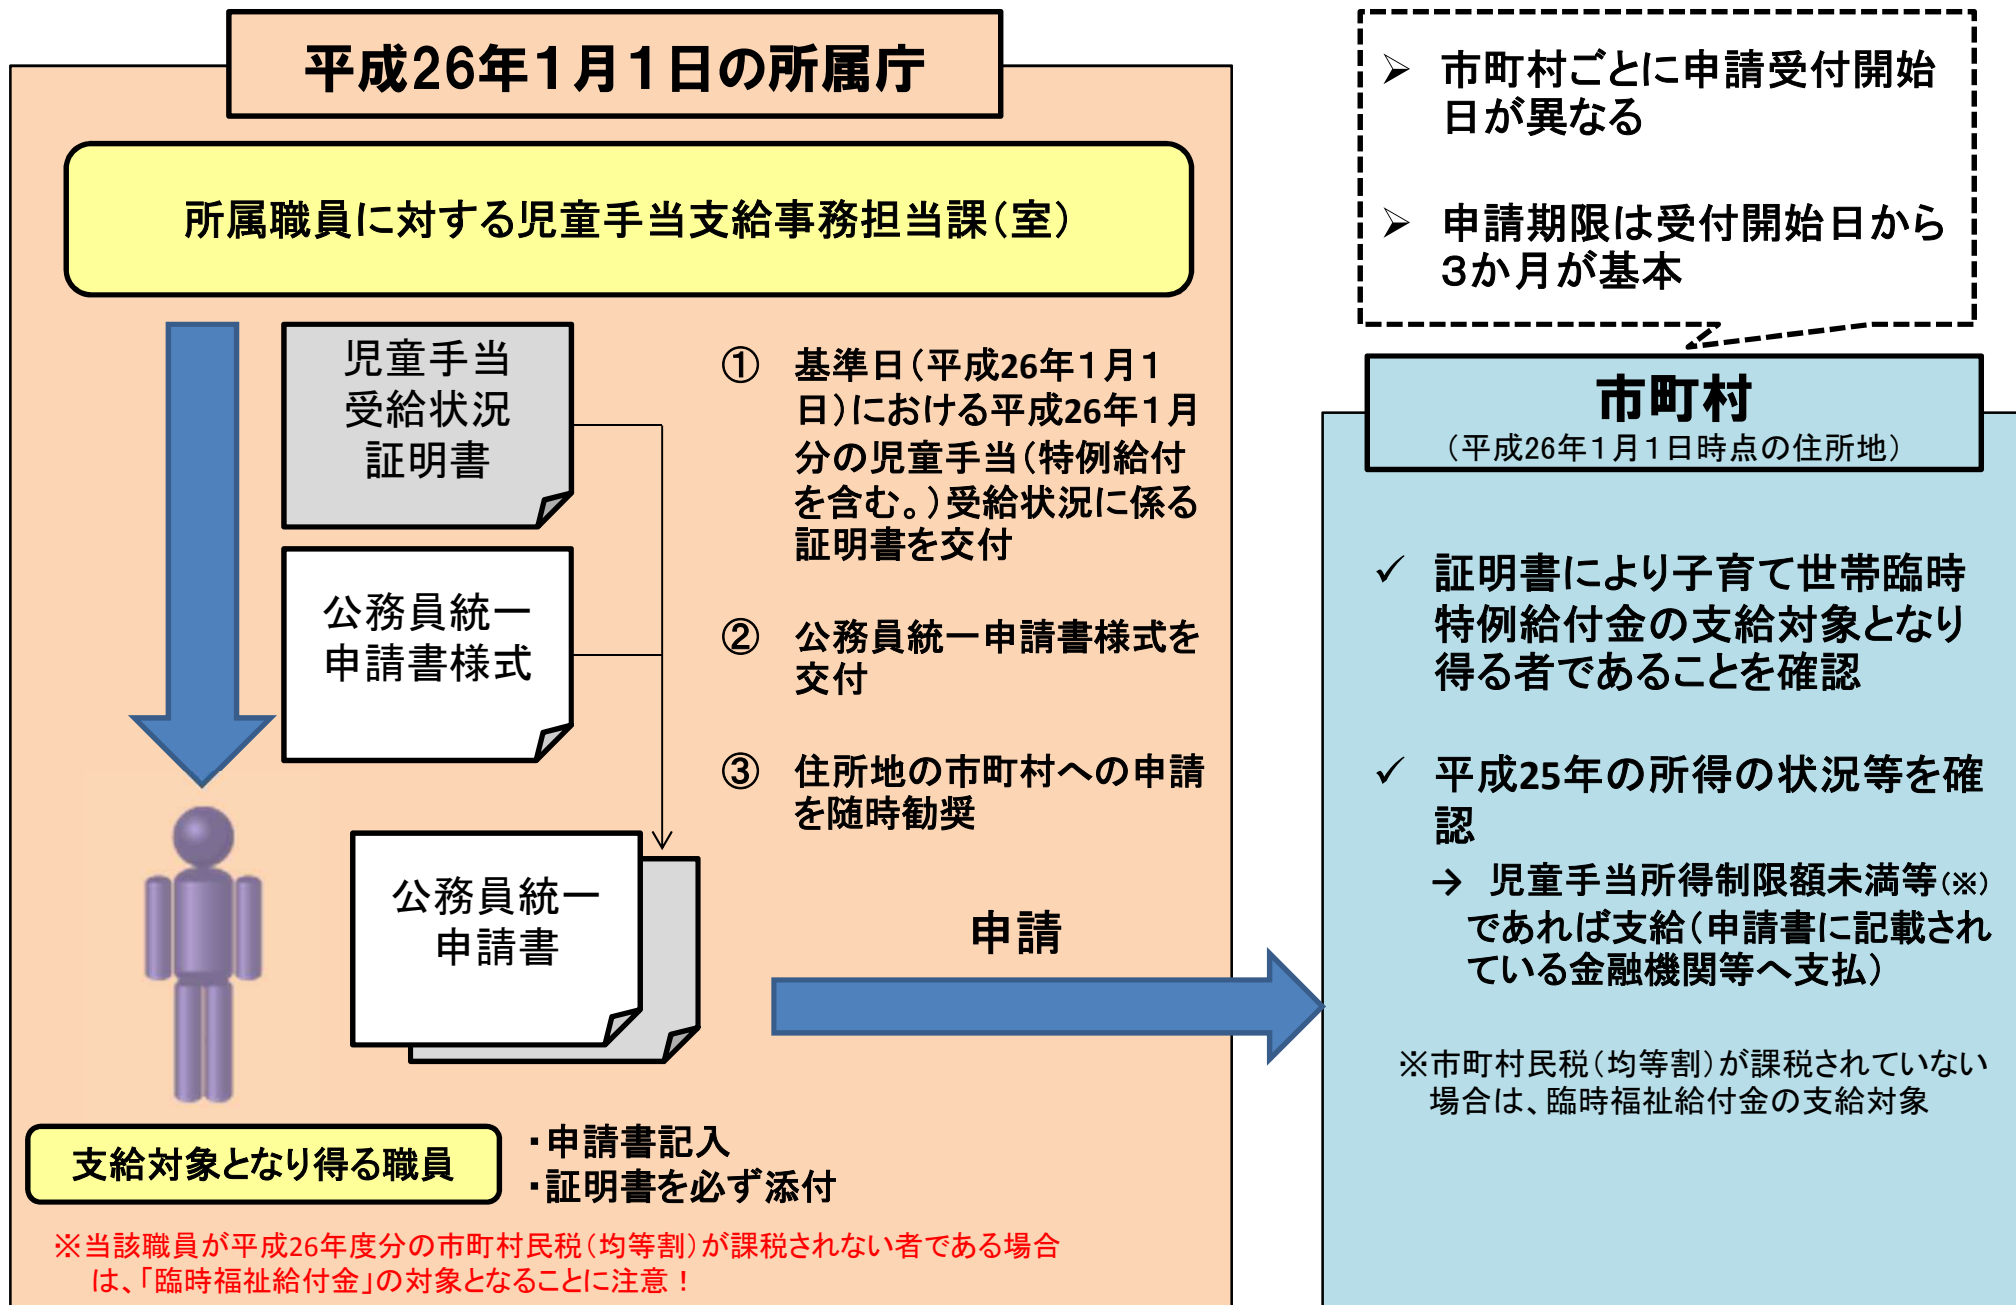 平成26年1月1日の所属庁
所属職員に対する児童手当支給事務担当課（室）
児童手当
受給状況
証明書
公務員統一
申請書様式
① 基準日（平成26年1月1
日）における平成26年1月
分の児童手当（特例給付
を含む。）受給状況に係る
証明書を交付
② 公務員統一申請書様式を
交付
③ 住所地の市町村への申請
を随時勧奨
公務員統一
申請書
申請
支給対象となり得る職員
・申請書記入
・証明書を必ず添付
※当該職員が平成26年度分の市町村民税（均等割）が課税されない者である場合
は、「臨時福祉給付金」の対象となることに注意！
➢ 市町村ごとに申請受付開始
日が異なる
➢ 申請期限は受付開始日から
３か月が基本
市町村
（平成26年1月1日時点の住所地）
✓ 証明書により子育て世帯臨時
特例給付金の支給対象となり
得る者であることを確認
✓ 平成25年の所得の状況等を確
認
→ 児童手当所得制限額未満等（※）
であれば支給（申請書に記載され
ている金融機関等へ支払）
※市町村民税（均等割）が課税されていない
場合は、臨時福祉給付金の支給対象